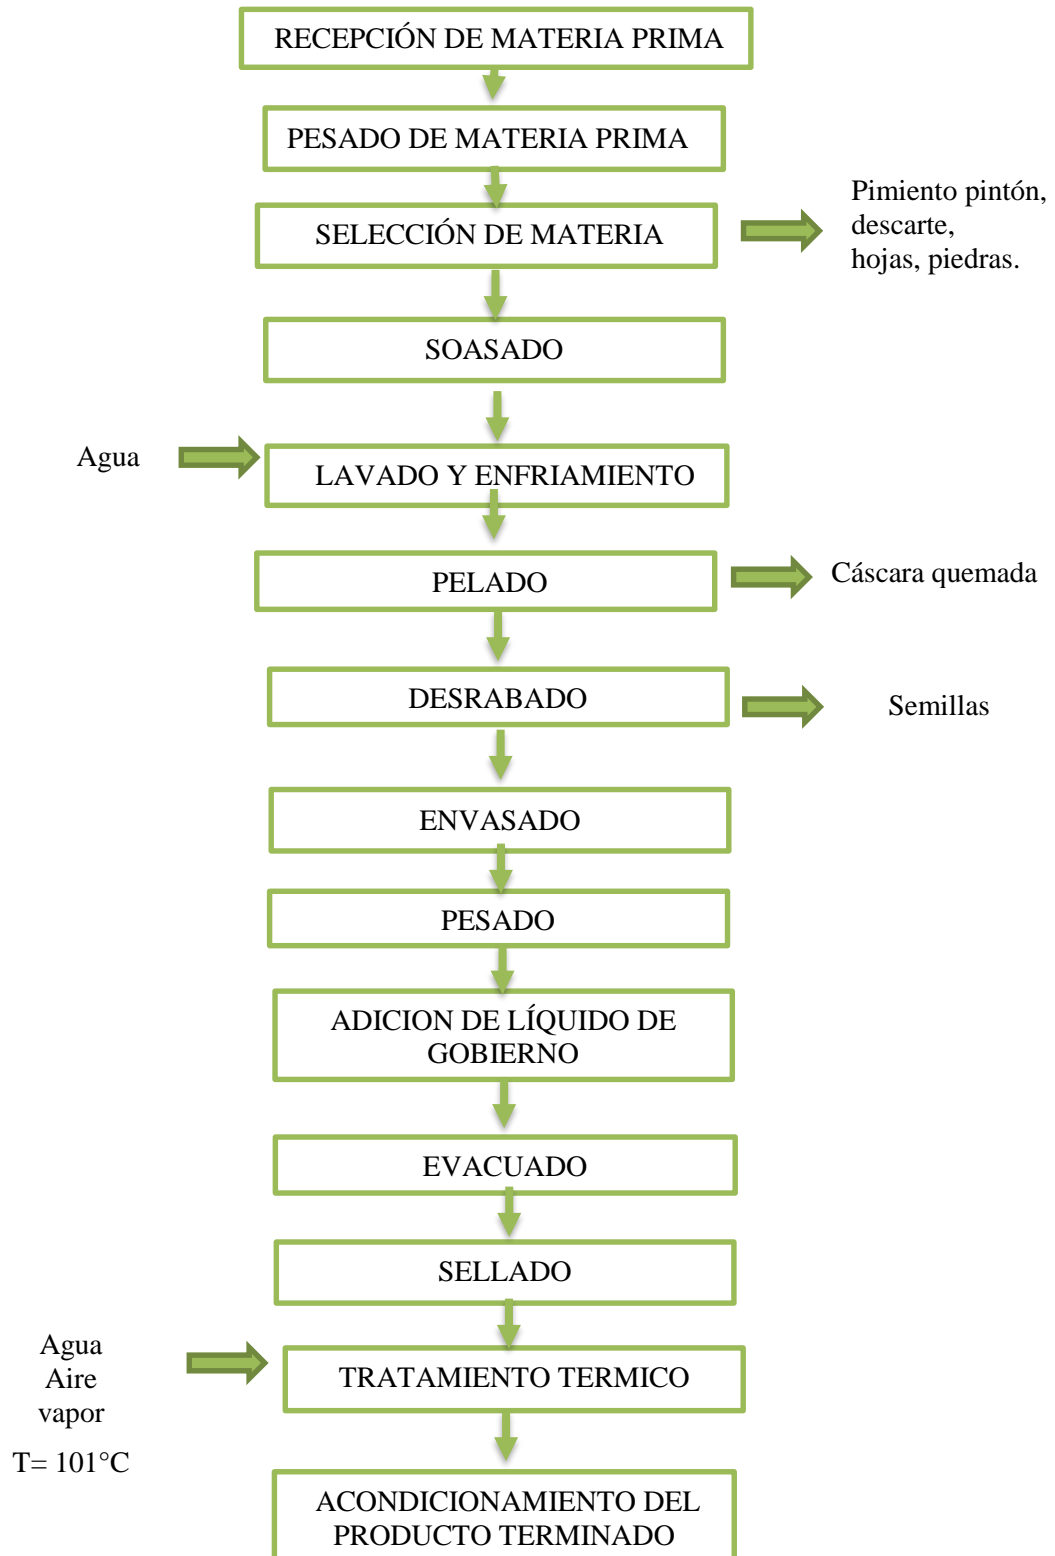 RECEPCIÓN DE MATERIA PRIMA
PESADO DE MATERIA PRIMA
SELECCIÓN DE MATERIA
Pimiento pintón,
descarte,
hojas, piedras.
SOASADO
Agua
LAVADO Y ENFRIAMIENTO
PELADO
Cáscara quemada
DESRABADO
Semillas
ENVASADO
PESADO
ADICION DE LÍQUIDO DE
GOBIERNO
EVACUADO
SELLADO
Agua
Aire
vapor
T= 101°C
TRATAMIENTO TERMICO
ACONDICIONAMIENTO DEL
PRODUCTO TERMINADO